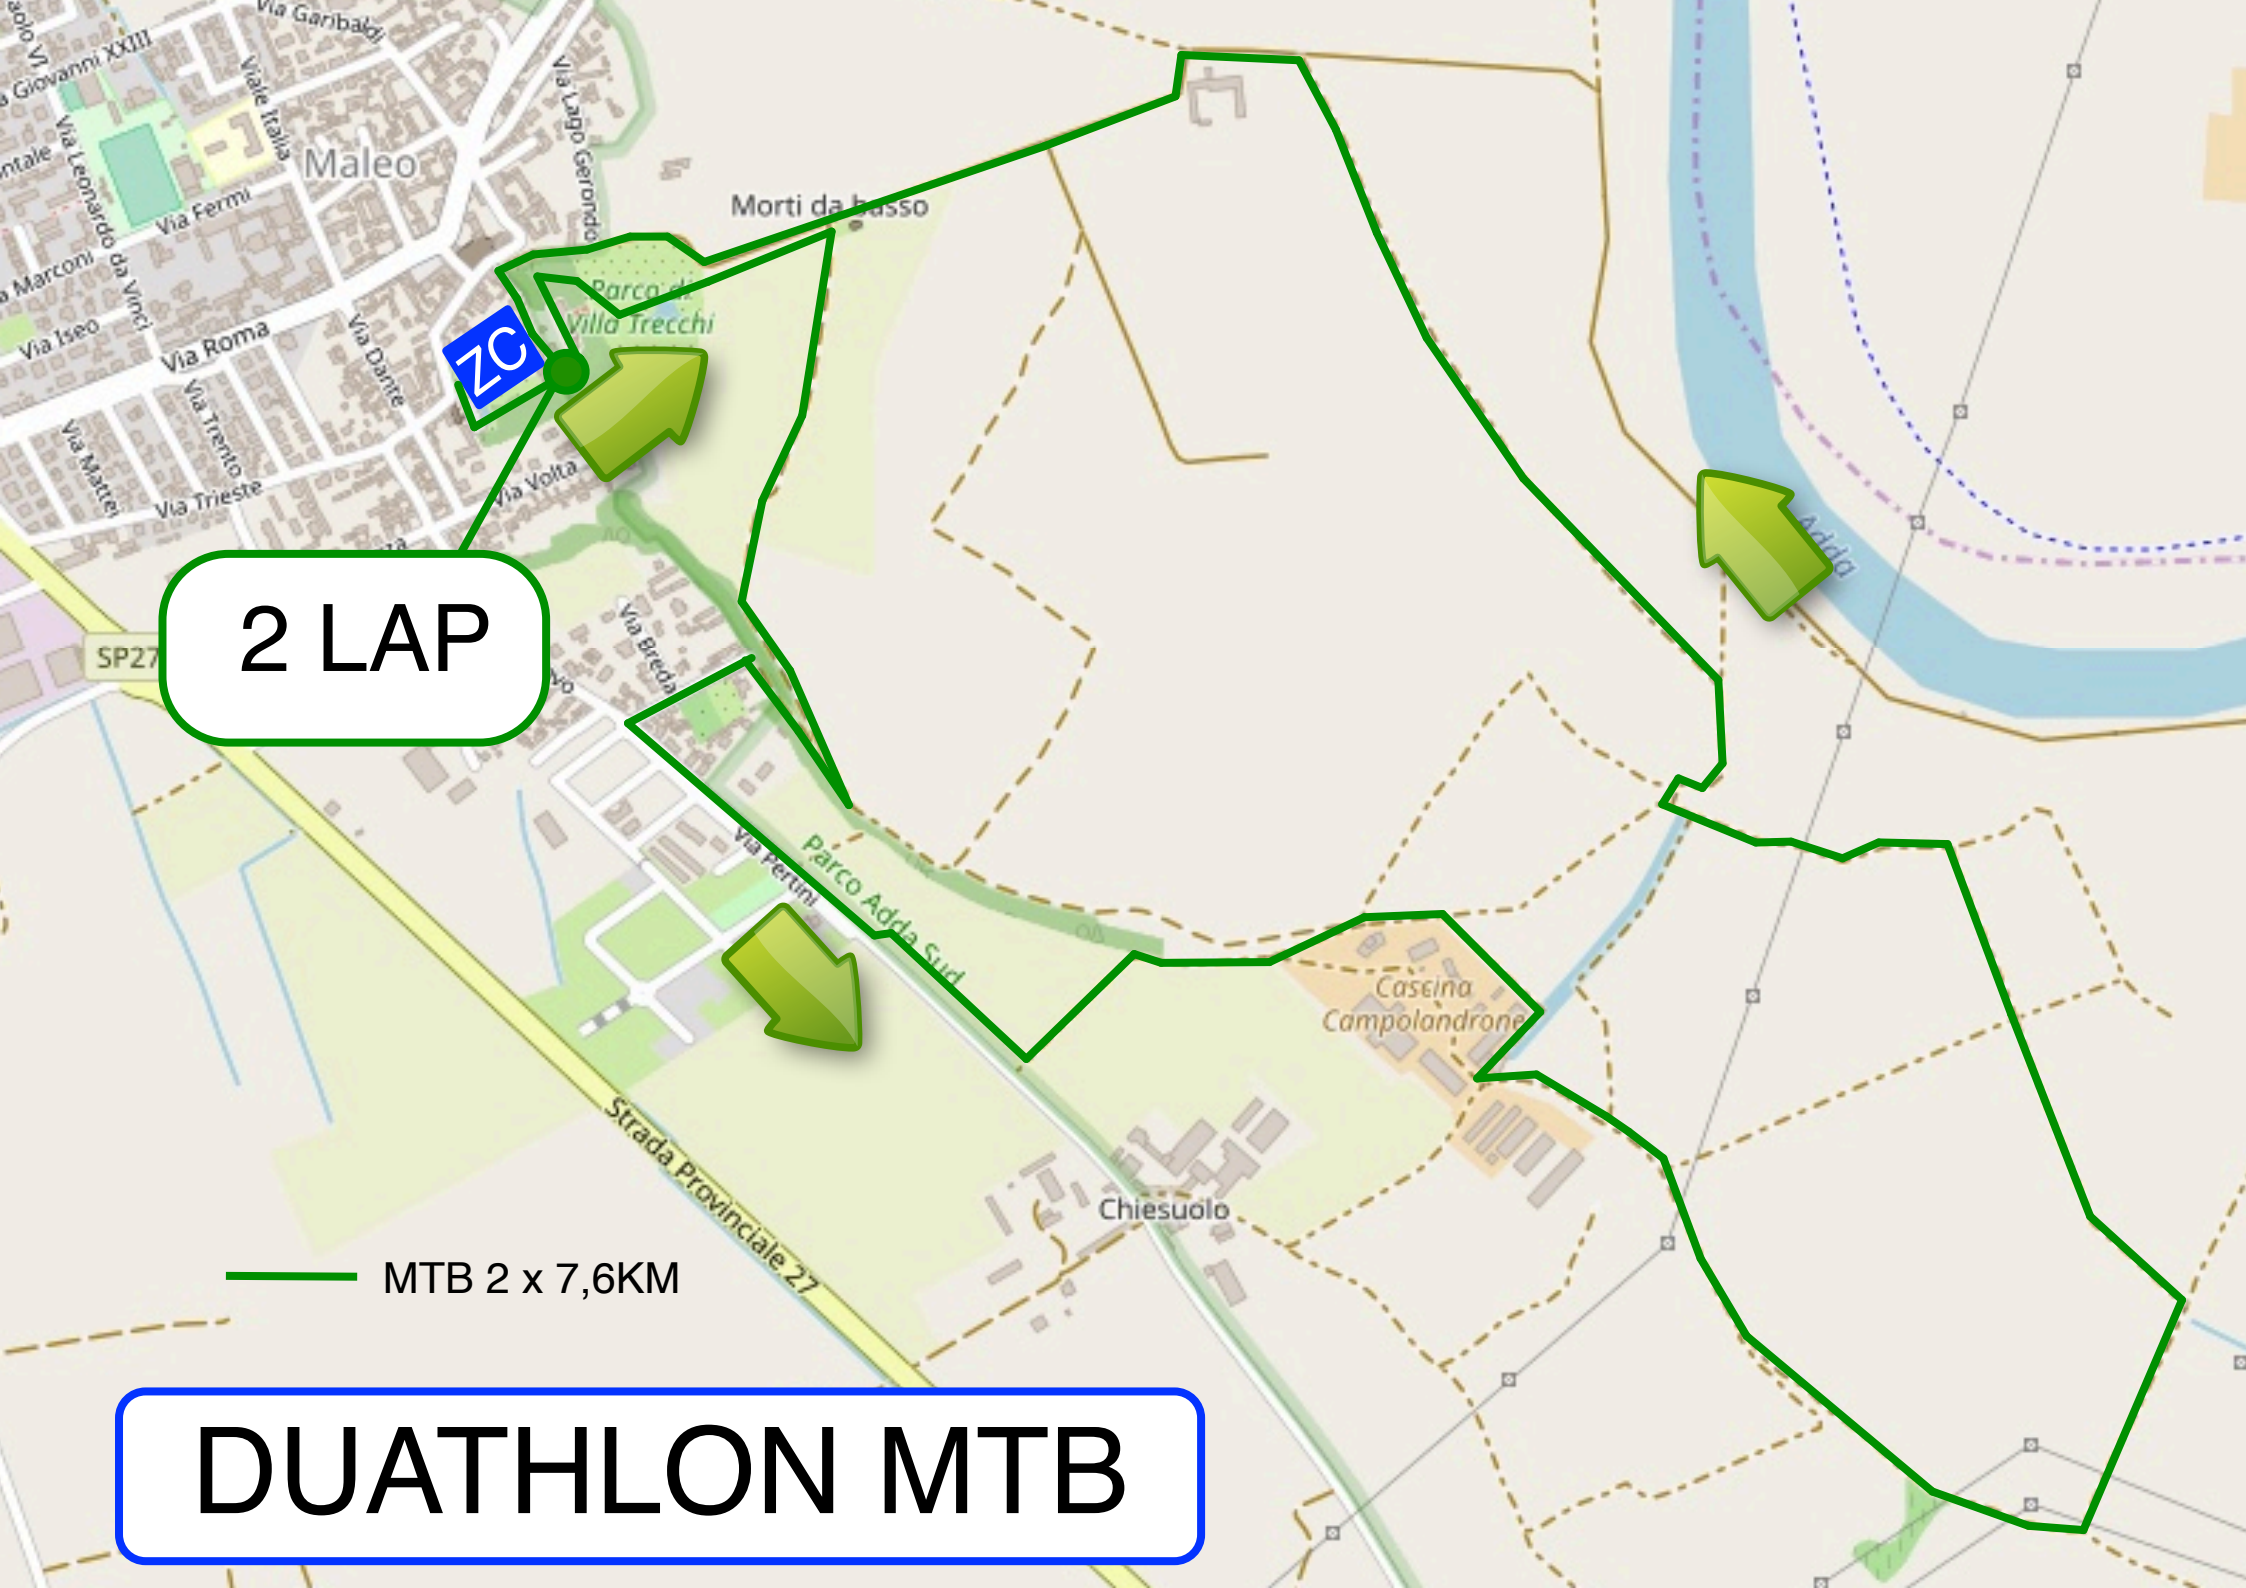 Via Garibaldi
Giovanni XXIII
Viale Italia
Via Lago Gerondo
Via Leonardo da Vinci
Maleo
Via Fermi
Morti da basso
Marconi
Parco di
Villa Trecchi
ZC
Via Iseo
Via Roma
Via Dante
Via Trento
Via Mattei
Via Trieste
Via Volta
Adda
2 LAP
SP27
Via Breda
Via Pertini
Parco Adda Sud
Cascina
Campolandrone
Strada Provinciale 27
Chiesuolo
MTB 2 x 7,6KM
DUATHLON MTB